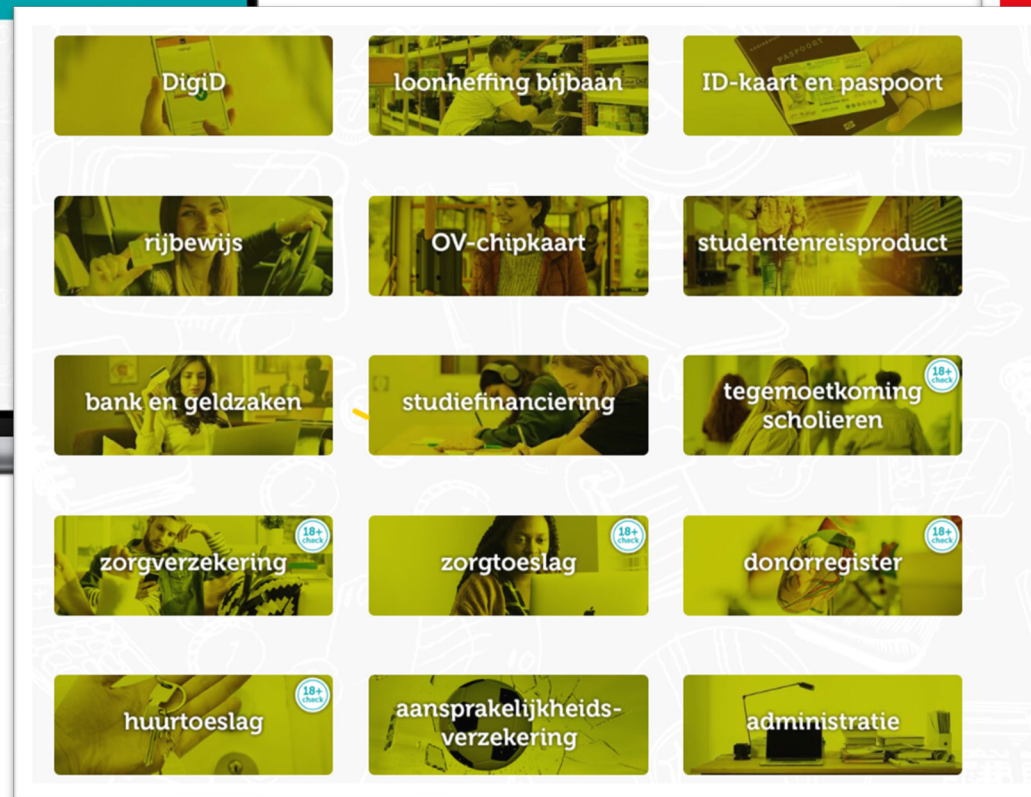 DigiD
loonheffing bijbaan
ID-kaart en paspoort
PASPOORT
rijbewijs
OV-chipkaart
studentenreisproduct
bank en geldzaken
studiefinanciering
tegemoetkoming
scholieren
18+
check
zorgverzekering
18+
check
zorgtoeslag
18+
check
donorregister
18+
check
huurtoeslag
18+
check
aansprakelijkheids-
verzekering
administratie